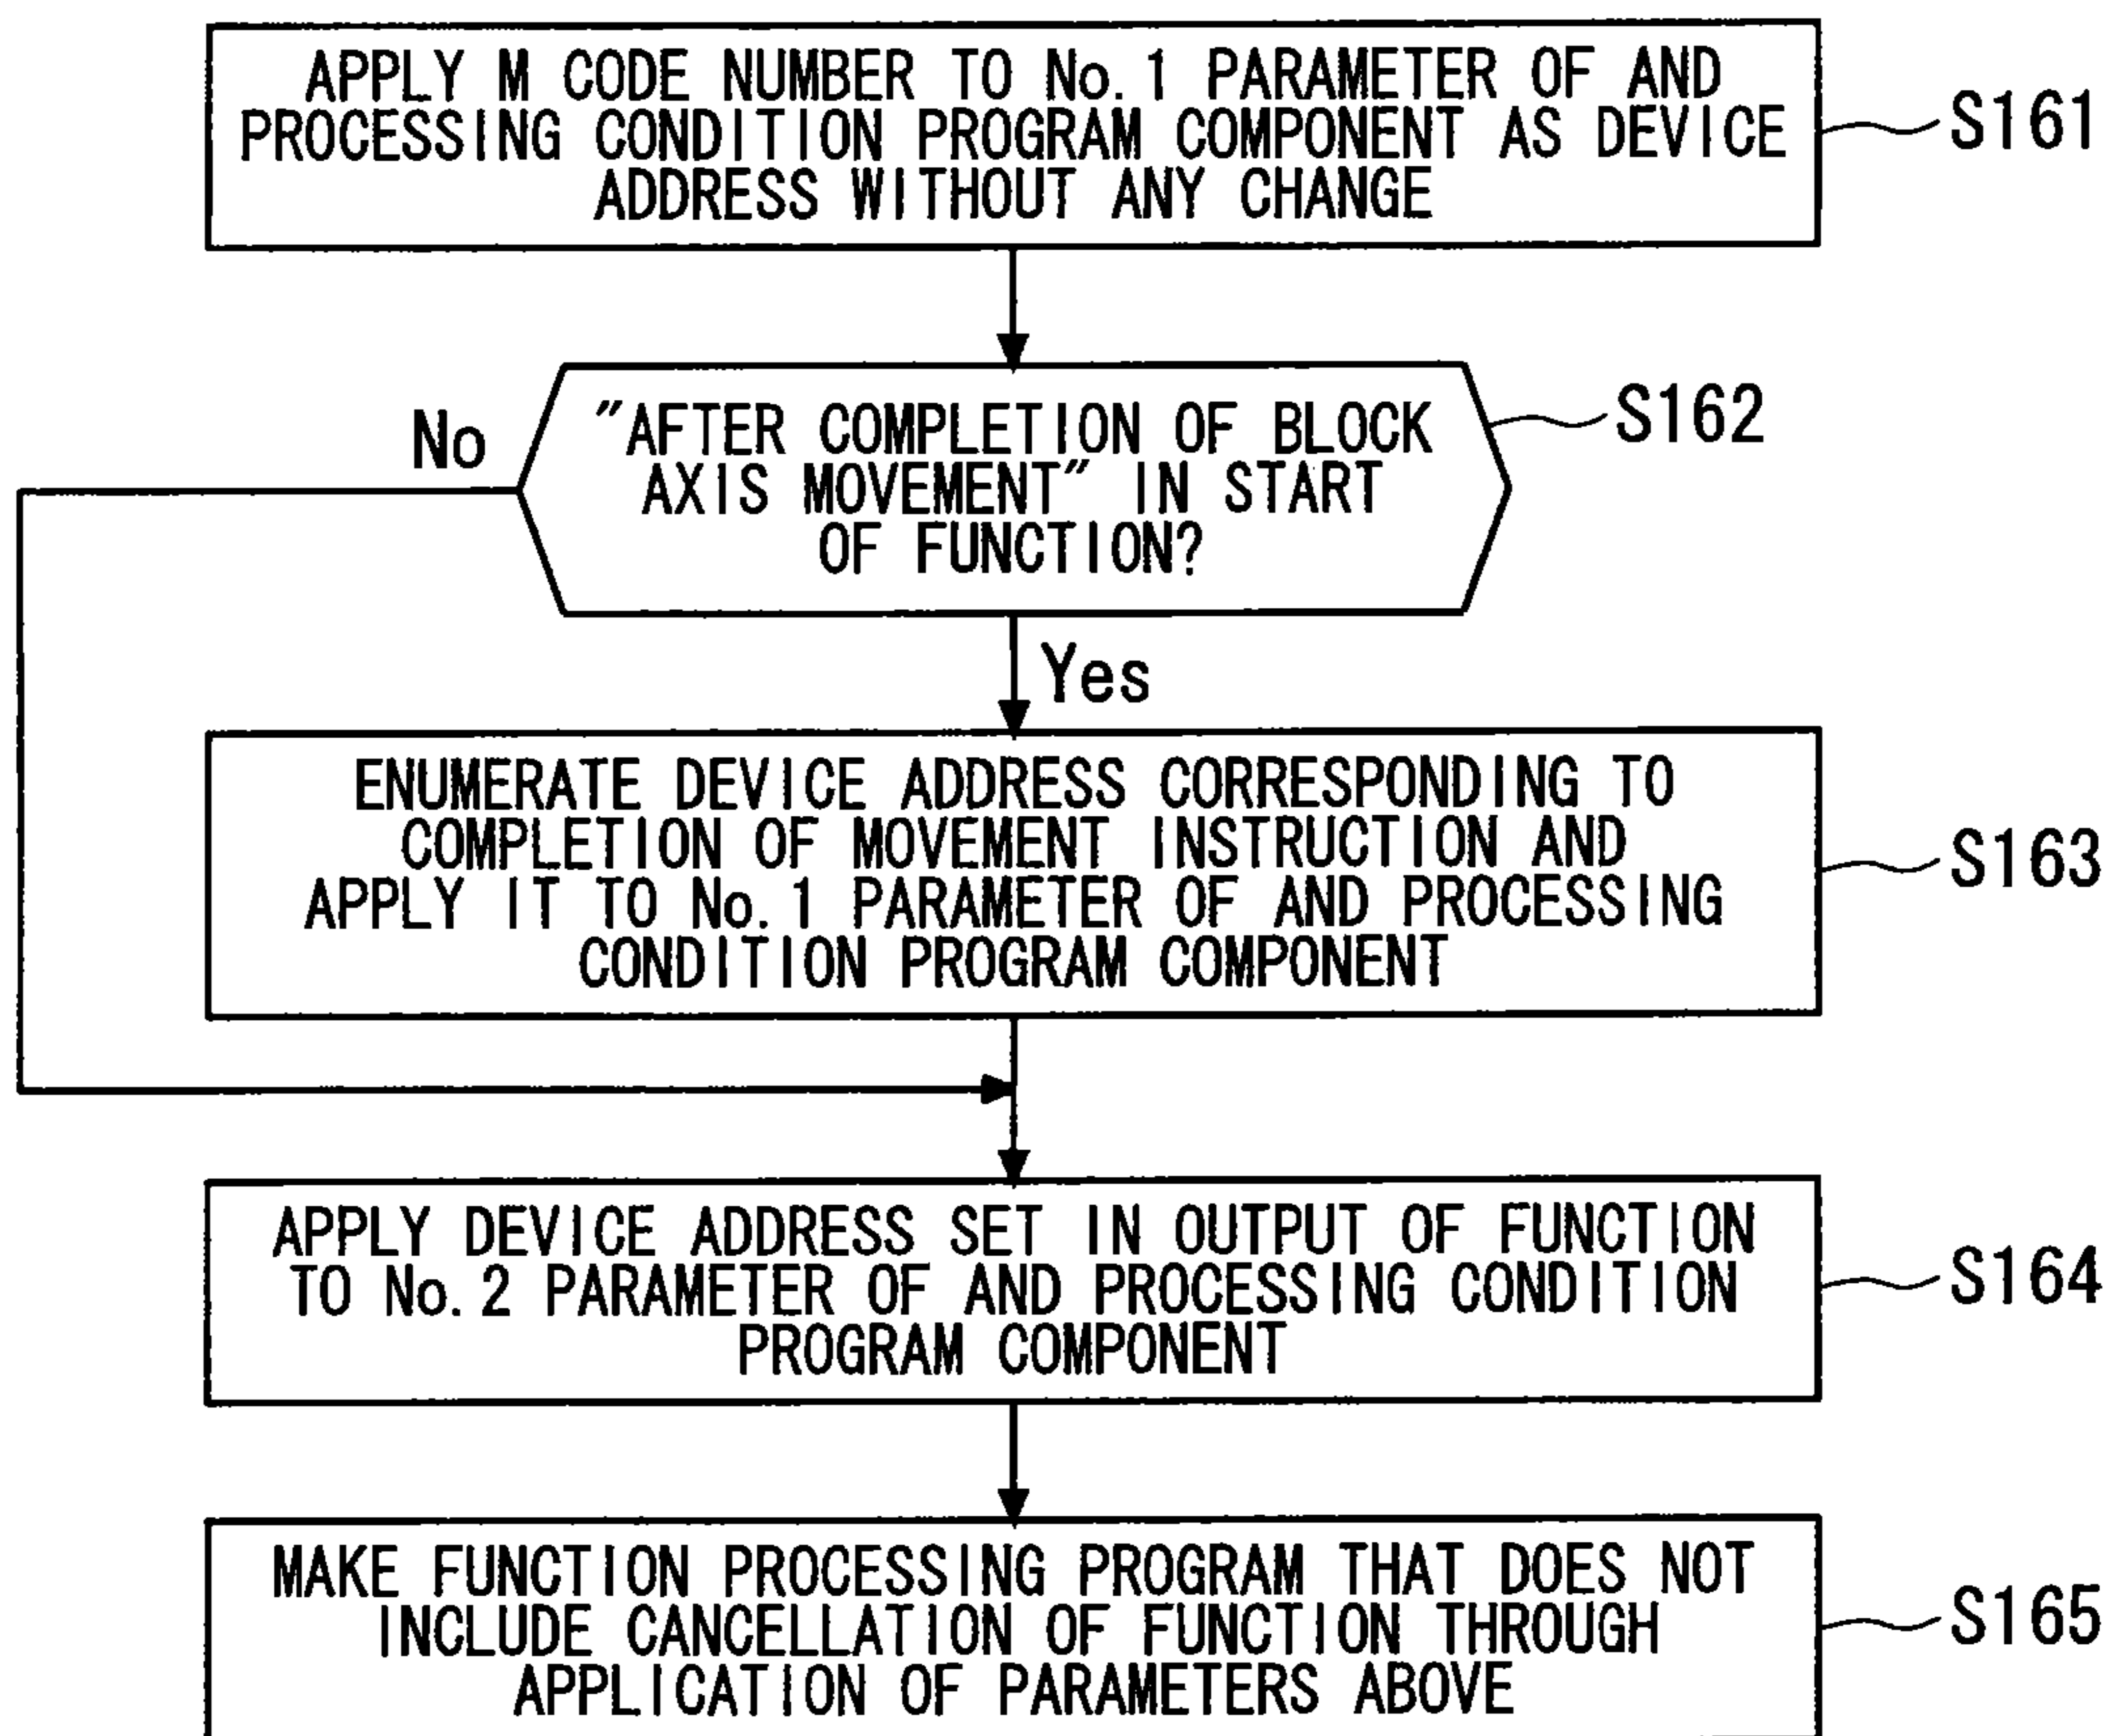 APPLY M CODE NUMBER TO No.1 PARAMETER OF AND
PROCESSING CONDITION PROGRAM COMPONENT AS DEVICE
ADDRESS WITHOUT ANY CHANGE
S161
"AFTER COMPLETION OF BLOCK
AXIS MOVEMENT" IN START
OF FUNCTION?
S162
No
Yes
ENUMERATE DEVICE ADDRESS CORRESPONDING TO
COMPLETION OF MOVEMENT INSTRUCTION AND
APPLY IT TO No.1 PARAMETER OF AND PROCESSING
CONDITION PROGRAM COMPONENT
S163
APPLY DEVICE ADDRESS SET IN OUTPUT OF FUNCTION
TO No.2 PARAMETER OF AND PROCESSING CONDITION
PROGRAM COMPONENT
S164
MAKE FUNCTION PROCESSING PROGRAM THAT DOES NOT
INCLUDE CANCELLATION OF FUNCTION THROUGH
APPLICATION OF PARAMETERS ABOVE
S165